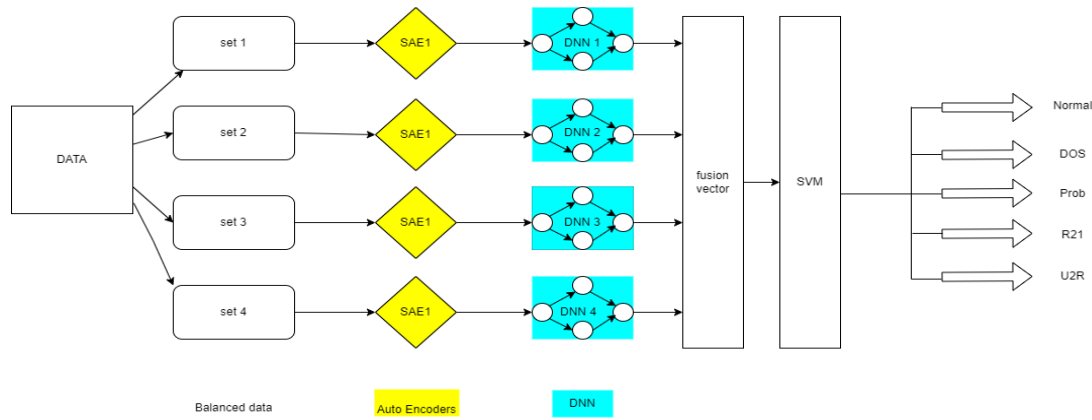 set 1
SAE1
DNN 1
Normal
set 2
SAE1
DNN 2
DATA
DOS
fusion
vector
SVM
Prob
set 3
SAE1
DNN 3
R21
U2R
set 4
SAE1
DNN 4
Balanced data
Auto Encoders
DNN